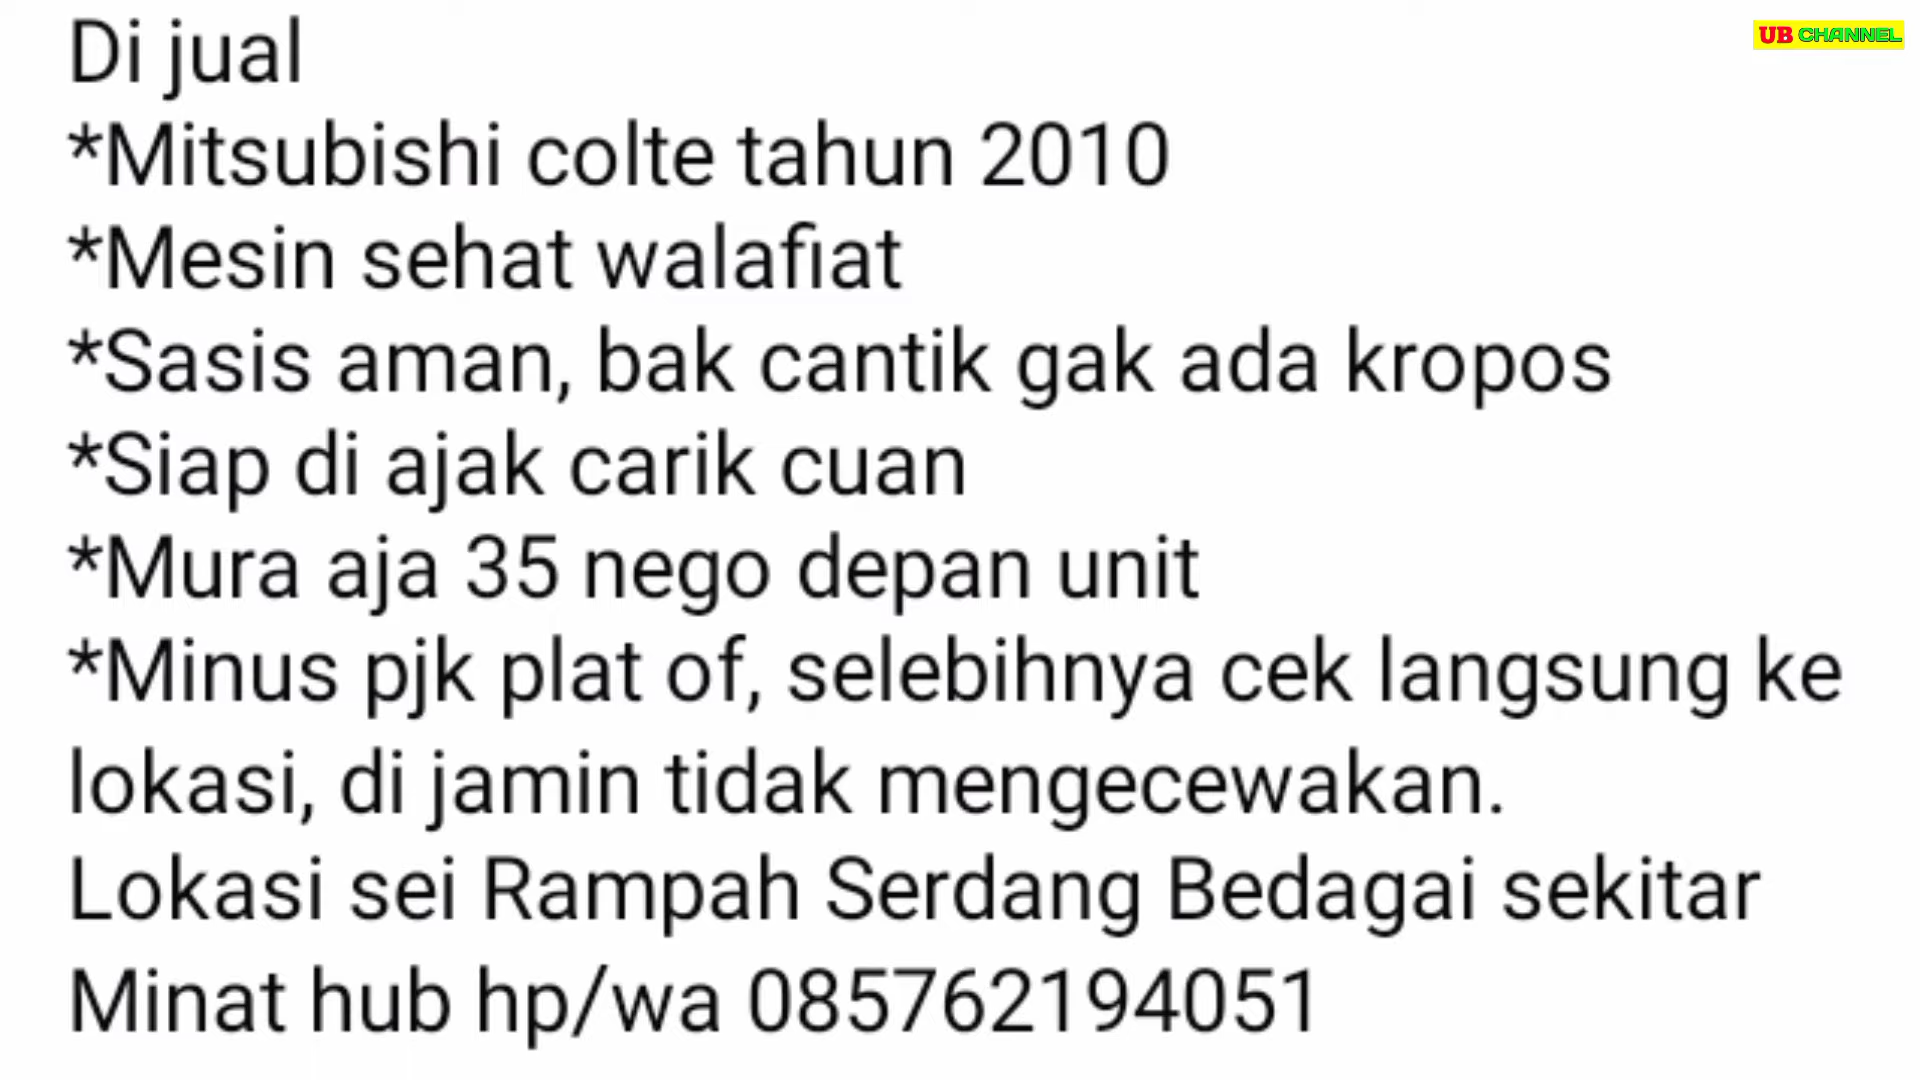 Di jual
UB CHANNEL
*Mitsubishi colte tahun 2010
*Mesin sehat walafiat
*Sasis aman, bak cantik gak ada kropos
*Siap di ajak carik cuan
*Mura aja 35 nego depan unit
*Minus pjk plat of, selebihnya cek langsung ke
lokasi, di jamin tidak mengecewakan.
Lokasi sei Rampah Serdang Bedagai sekitar
Minat hub hp/wa 085762194051